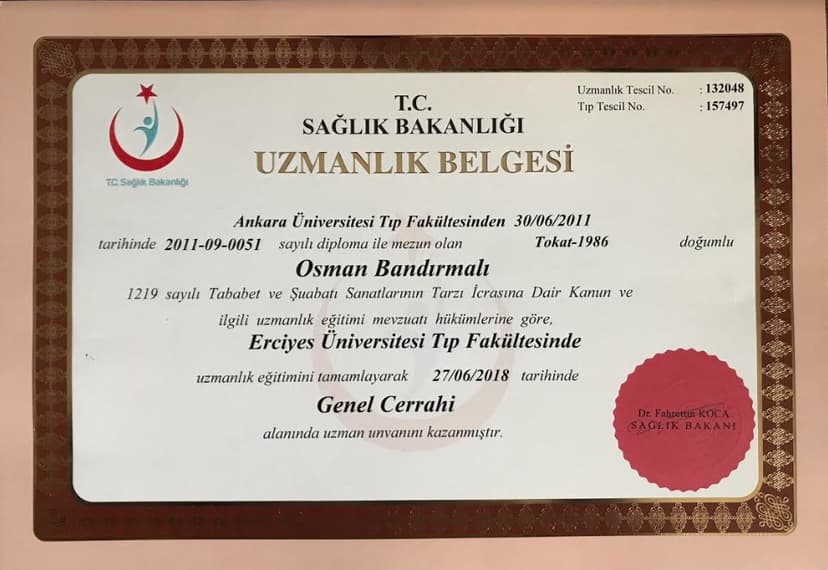 T.C. Sağlık Bakanlığı
T.C.
SAĞLIK BAKANLIĞI
UZMANLIK BELGESİ
Uzmanlık Tescil No. : 132048
Tıp Tescil No. : 157497
Ankara Üniversitesi Tıp Fakültesinden 30/06/2011
tarihinde 2011-09-0051 sayılı diploma ile mezun olan Tokat-1986 doğumlu
Osman Bandırmalı
1219 sayılı Tababet ve Şuabatı Sanatlarının Tarzı İcrasına Dair Kanun ve
ilgili uzmanlık eğitimi mevzuatı hükümlerine göre,
Erciyes Üniversitesi Tıp Fakültesinde
uzmanlık eğitimini tamamlayarak 27/06/2018 tarihinde
Genel Cerrahi
alanında uzman unvanını kazanmıştır.
Dr. Fahrettin KOCA
SAĞLIK BAKANI